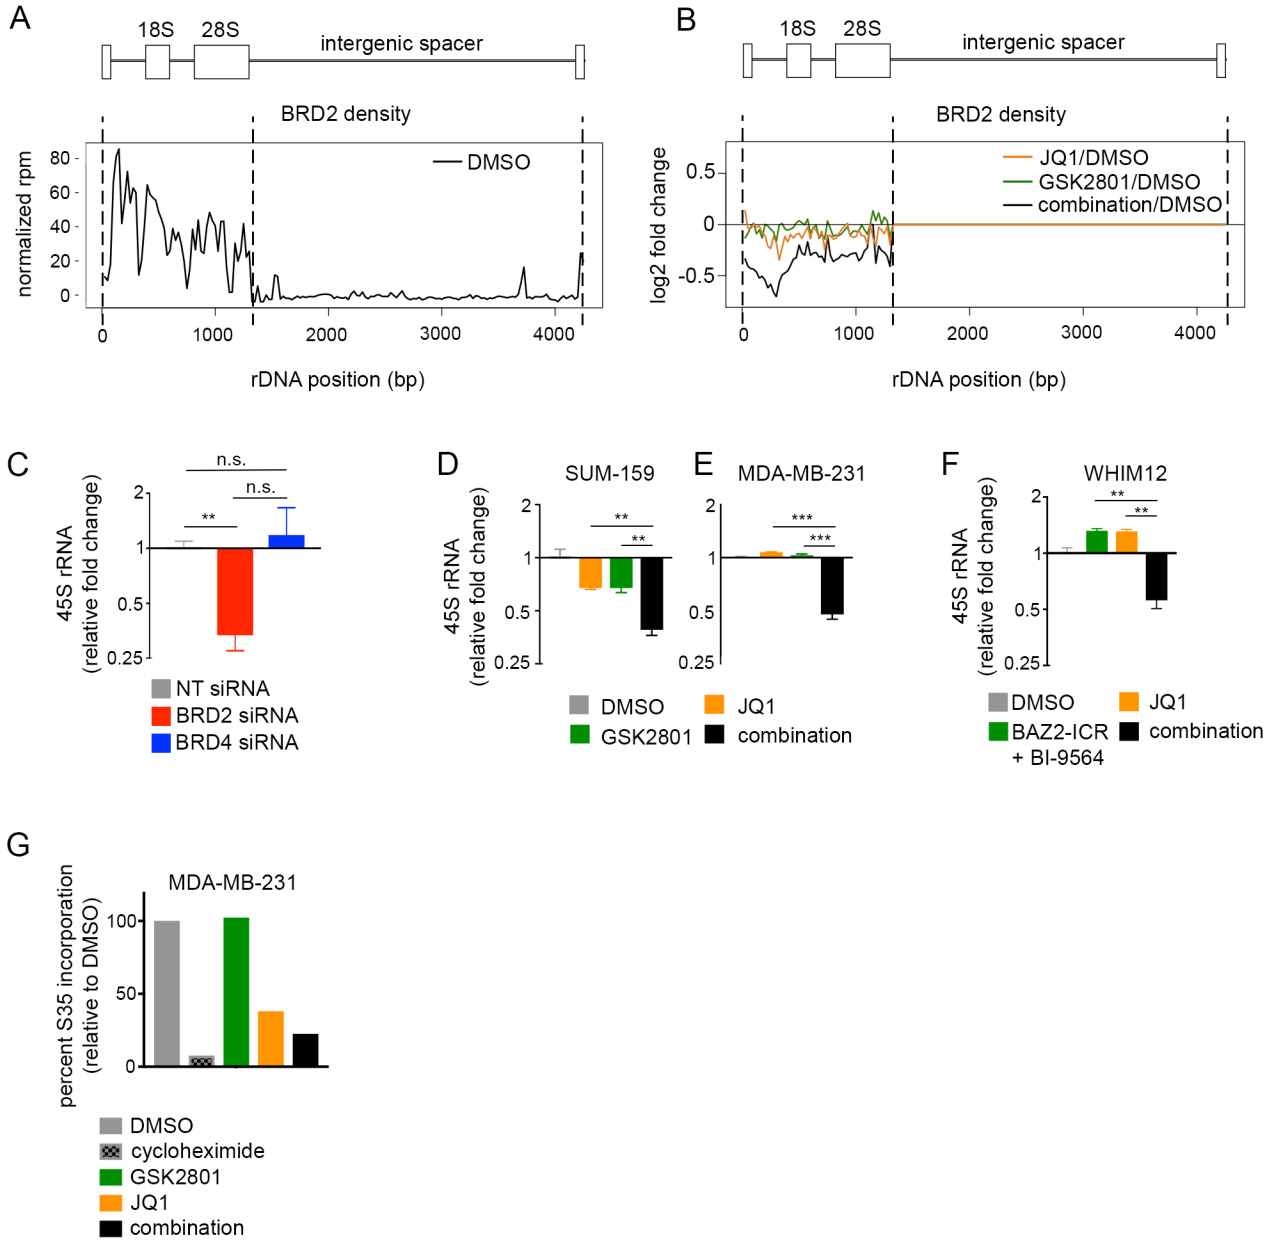 A
18S 28S
intergenic spacer
BRD2 density
normalized rpm
80
60
40
20
0
DMSO
0 1000 2000 3000 4000
rDNA position (bp)
B
18S 28S
intergenic spacer
BRD2 density
log2 fold change
0.5
0
-0.5
JQ1/DMSO
GSK2801/DMSO
combination/DMSO
0 1000 2000 3000 4000
rDNA position (bp)
C
45S rRNA
(relative fold change)
2
1
0.5
0.25
n.s.
n.s.
**
NT siRNA
BRD2 siRNA
BRD4 siRNA
D
SUM-159
45S rRNA
(relative fold change)
2
1
0.5
0.25
**
**
E
MDA-MB-231
2
1
0.5
0.25
***
***
DMSO JQ1
GSK2801 combination
F
WHIM12
45S rRNA
(relative fold change)
2
1
0.5
0.25
**
**
DMSO JQ1
BAZ2-ICR combination
+ BI-9564
G
MDA-MB-231
percent S35 incorporation
(relative to DMSO)
100
50
0
DMSO
cycloheximide
GSK2801
JQ1
combination